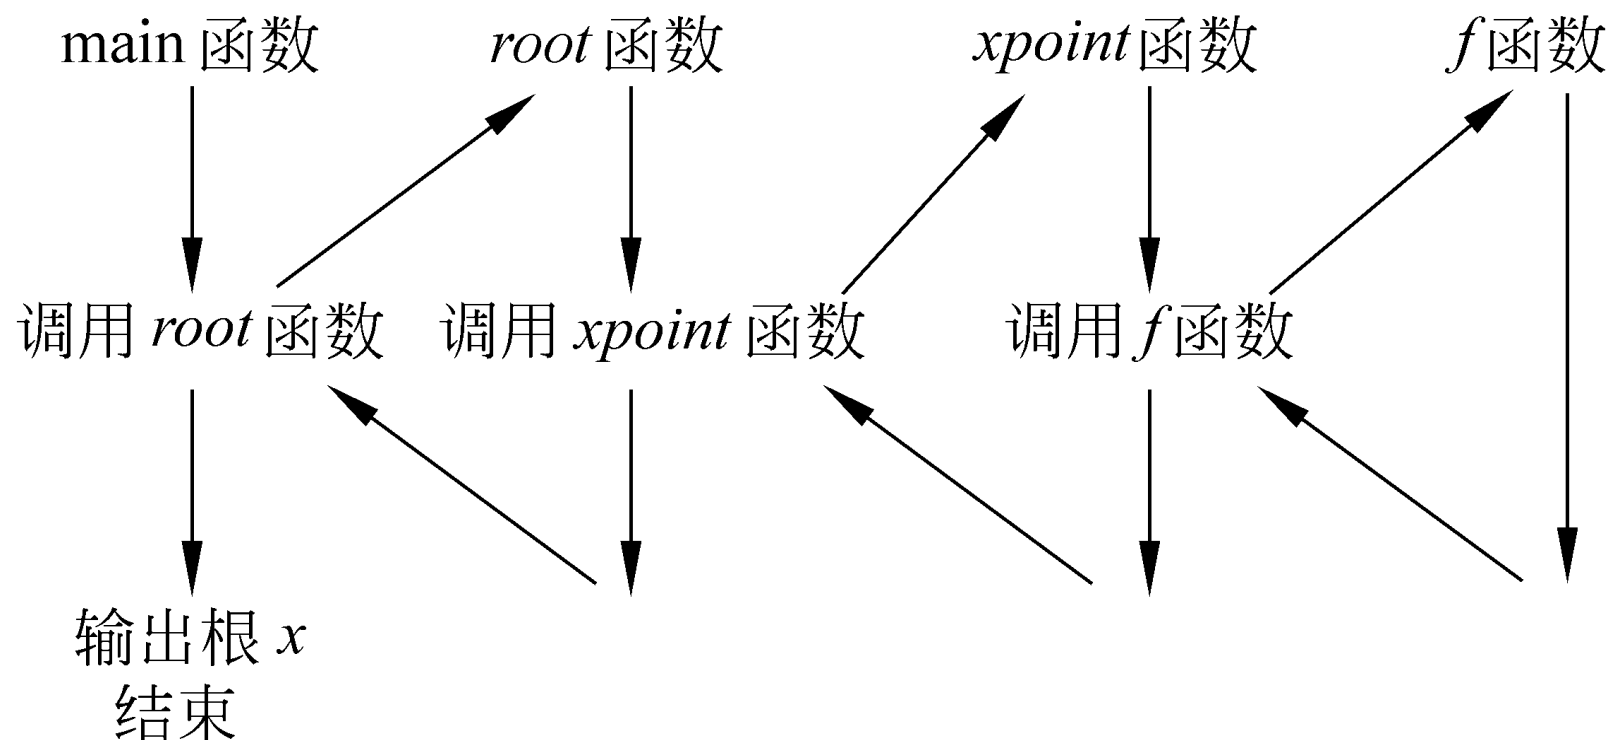 main 函数 root 函数 xpoint 函数 f 函数
调用 root 函数 调用 xpoint 函数 调用 f 函数
输出根 x
结束